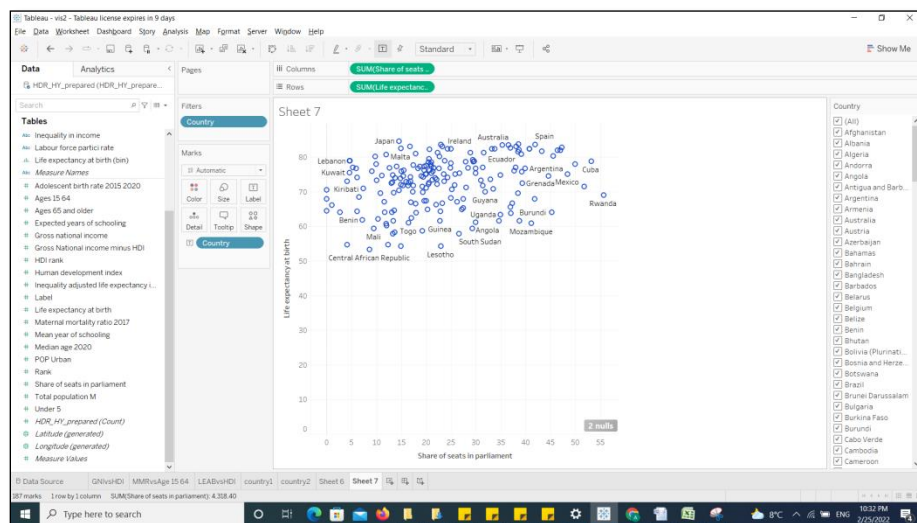 Tableau - vis2 - Tableau license expires in 9 days
File Data Worksheet Dashboard Story Analysis Map Format Server Window Help
Standard
Show Me
Data Analytics
HDR_HY_prepared (HDR_HY_prepare...
Search
Tables
Abc Inequality in income
Abc Labour force partici rate
Life expectancy at birth (bin)
Abc Measure Names
# Adolescent birth rate 2015 2020
# Ages 15 64
# Ages 65 and older
# Expected years of schooling
# Gross national income
# Gross National income minus HDI
# HDI rank
# Human development index
# Inequality adjusted life expectancy i...
# Label
# Life expectancy at birth
# Maternal mortality ratio 2017
# Mean year of schooling
# Median age 2020
# POP Urban
# Rank
# Share of seats in parliament
# Total population M
# Under 5
# HDR_HY_prepared (Count)
Latitude (generated)
Longitude (generated)
# Measure Values
Pages
Filters
Country
Marks
Automatic
Color Size Label
Detail Tooltip Shape
Country
Columns SUM(Share of seats ..
Rows SUM(Life expectanc..
Sheet 7
Life expectancy at birth
80
70
60
50
40
30
20
10
0
Japan Ireland Australia Spain
Lebanon Malta Ecuador Cuba
Kuwait Argentina
Kiribati Grenada Mexico
Guyana Rwanda
Benin Uganda Burundi
Mali Togo Guinea Angola Mozambique
South Sudan
Central African Republic Lesotho
2 nulls
0 5 10 15 20 25 30 35 40 45 50 55
Share of seats in parliament
Country
(All)
Afghanistan
Albania
Algeria
Andorra
Angola
Antigua and Barb...
Argentina
Armenia
Australia
Austria
Azerbaijan
Bahamas
Bahrain
Bangladesh
Barbados
Belarus
Belgium
Belize
Benin
Bhutan
Bolivia (Plurinati...
Bosnia and Herze...
Botswana
Brazil
Brunei Darussalam
Bulgaria
Burkina Faso
Burundi
Cabo Verde
Cambodia
Cameroon
Data Source GNIvsHDI MMRvsAge 15 64 LEABvsHDI country1 country2 Sheet 6 Sheet 7
187 marks 1 row by 1 column SUM(Share of seats in parliament): 4,318.40
Type here to search
8°C ENG 10:32 PM
2/25/2022